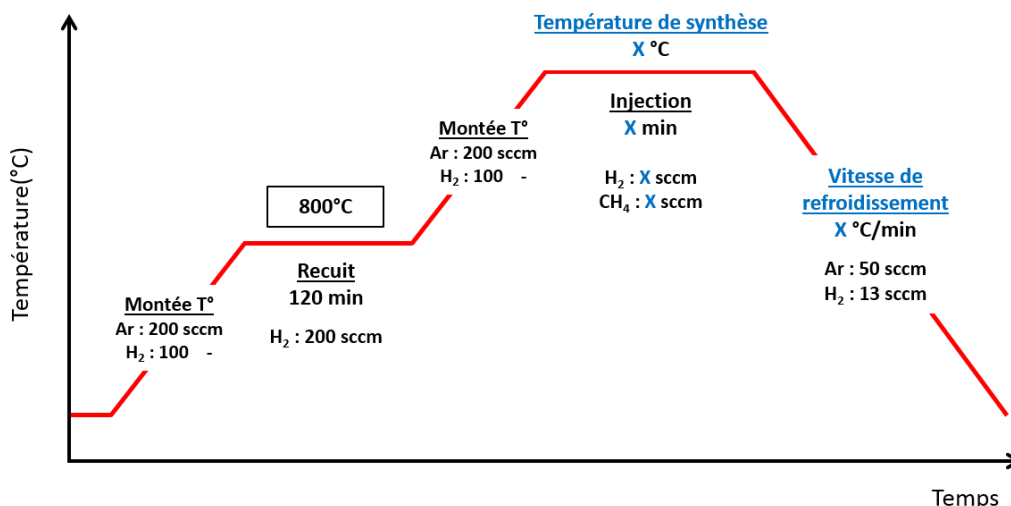 Température(°C)
Montée T°
Ar : 200 sccm
H₂ : 100 -
800°C
Recuit
120 min
H₂ : 200 sccm
Montée T°
Ar : 200 sccm
H₂ : 100 -
Température de synthèse
X °C
Injection
X min
H₂ : X sccm
CH₄ : X sccm
Vitesse de
refroidissement
X °C/min
Ar : 50 sccm
H₂ : 13 sccm
Temps